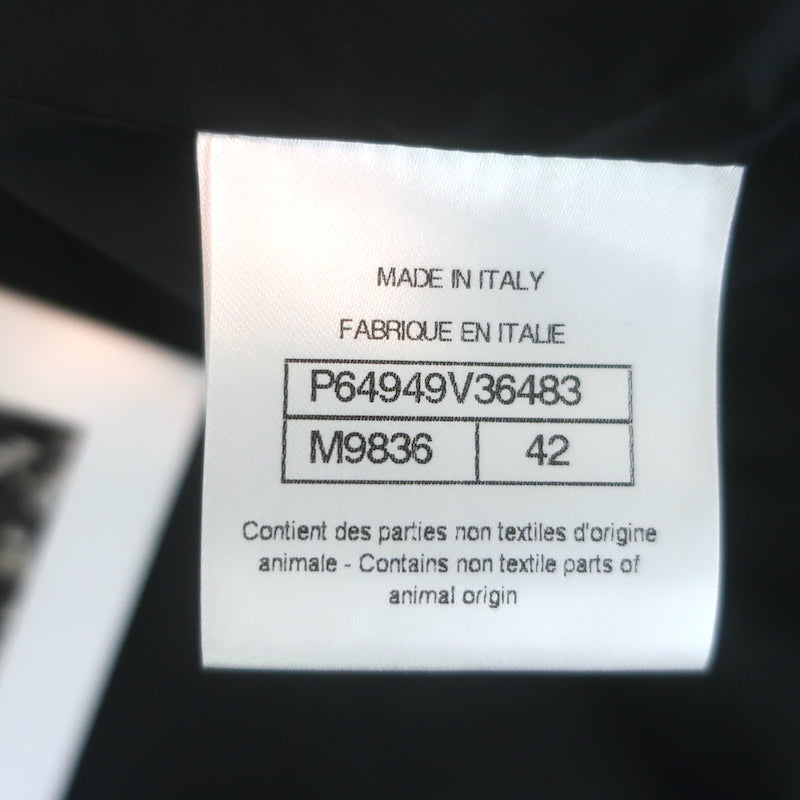 MADE IN ITALY
FABRIQUE EN ITALIE
P64949V36483
M9836 42
Contient des parties non textiles d'origine
animale - Contains non textile parts of
animal origin